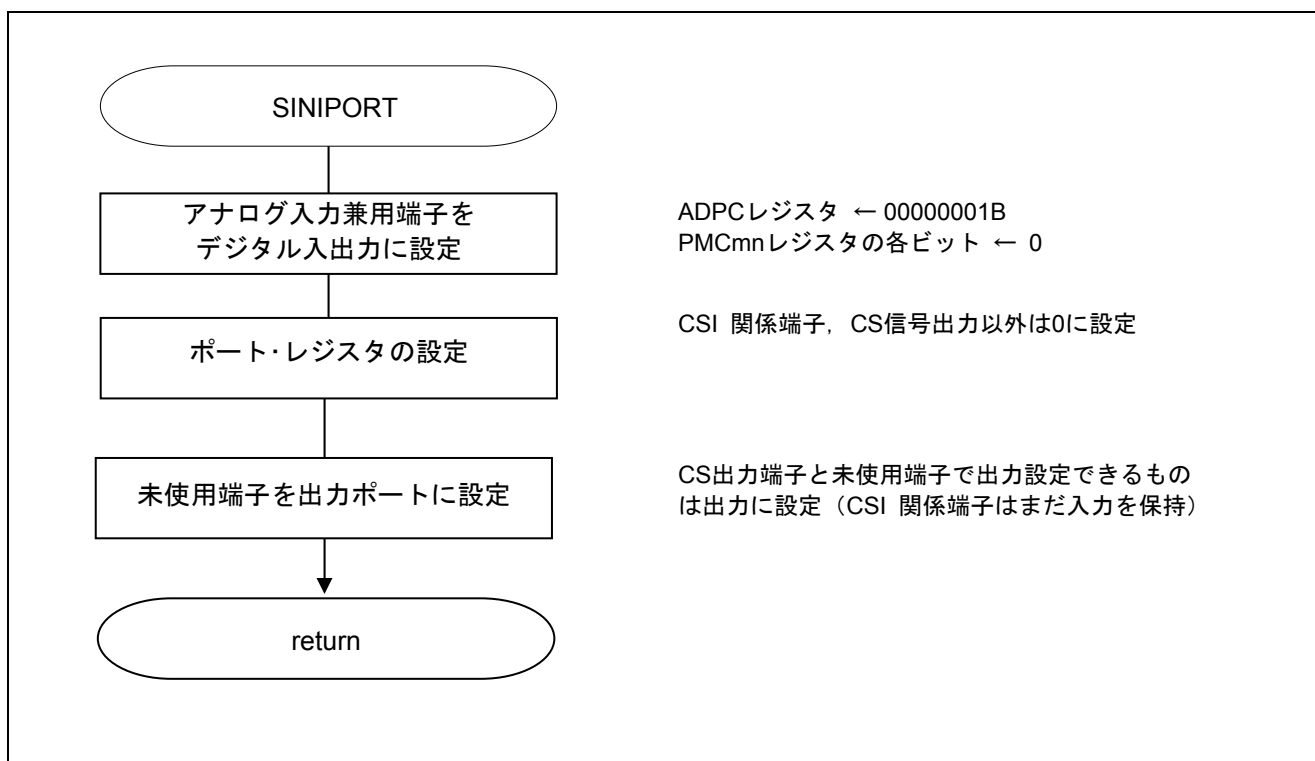 SINIPORT
アナログ入力兼用端子を
デジタル入出力に設定
ADPCレジスタ ← 00000001B
PMCmnレジスタの各ビット ← 0
ポート・レジスタの設定
CSI 関係端子，CS信号出力以外は0に設定
未使用端子を出力ポートに設定
CS出力端子と未使用端子で出力設定できるもの
は出力に設定（CSI 関係端子はまだ入力を保持）
return